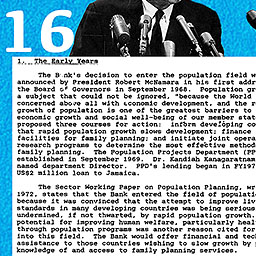 16
1. The Early Years
The Bank's decision to enter the population field w
announced by President Robert McNamara in his first addr
the Board of Governors in September 1968. Population gr
a subject that could not be ignored, "because the World
concerned above all with economic development, and the r
growth of population is one of the greatest barriers to
economic growth and social well-being of our member stat
proposed three courses for action: inform developing co
that rapid population growth slows development; finance
facilities for family planning; and initiate joint opera
research programs to determine the most effective method
family planning. The Population Projects Department (PP
established in September 1969. Dr. Kandiah Kanagaratnam
named department Director. PPD's lending began in FY197
US$2 million loan to Jamaica.
The Sector Working Paper on Population Planning, wr
1972, states that the Bank entered the field of populati
because it was convinced that the attempt to improve liv
standards in many developing countries was being serious
undermined, if not thwarted, by rapid population growth.
potential for improving human welfare, particularly heal
through population programs was another reason cited for
into this field. The Bank would offer financial and tech
assistance to those countries wishing to slow growth by p
knowledge of and access to family planning services.